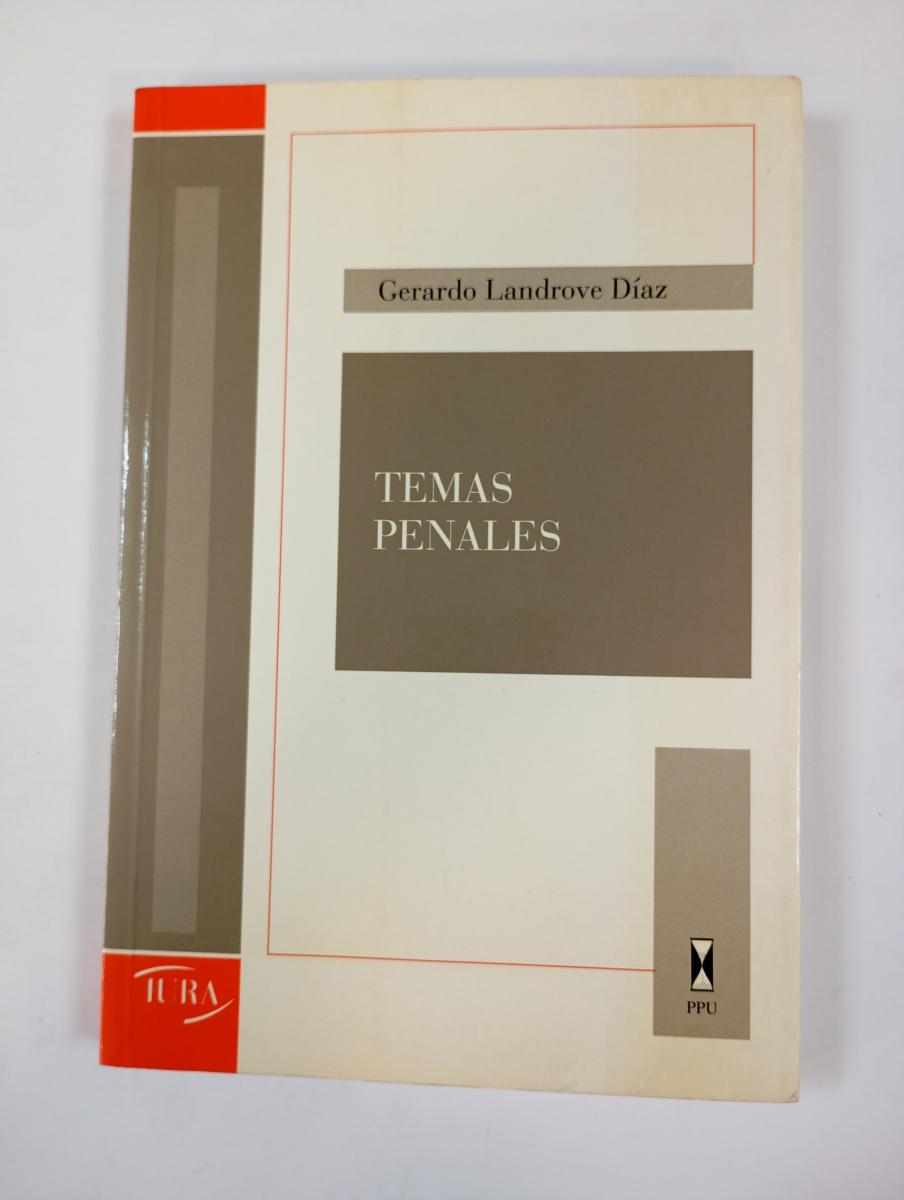 Gerardo Landrove Díaz
TEMAS
PENALES
IURA
PPU